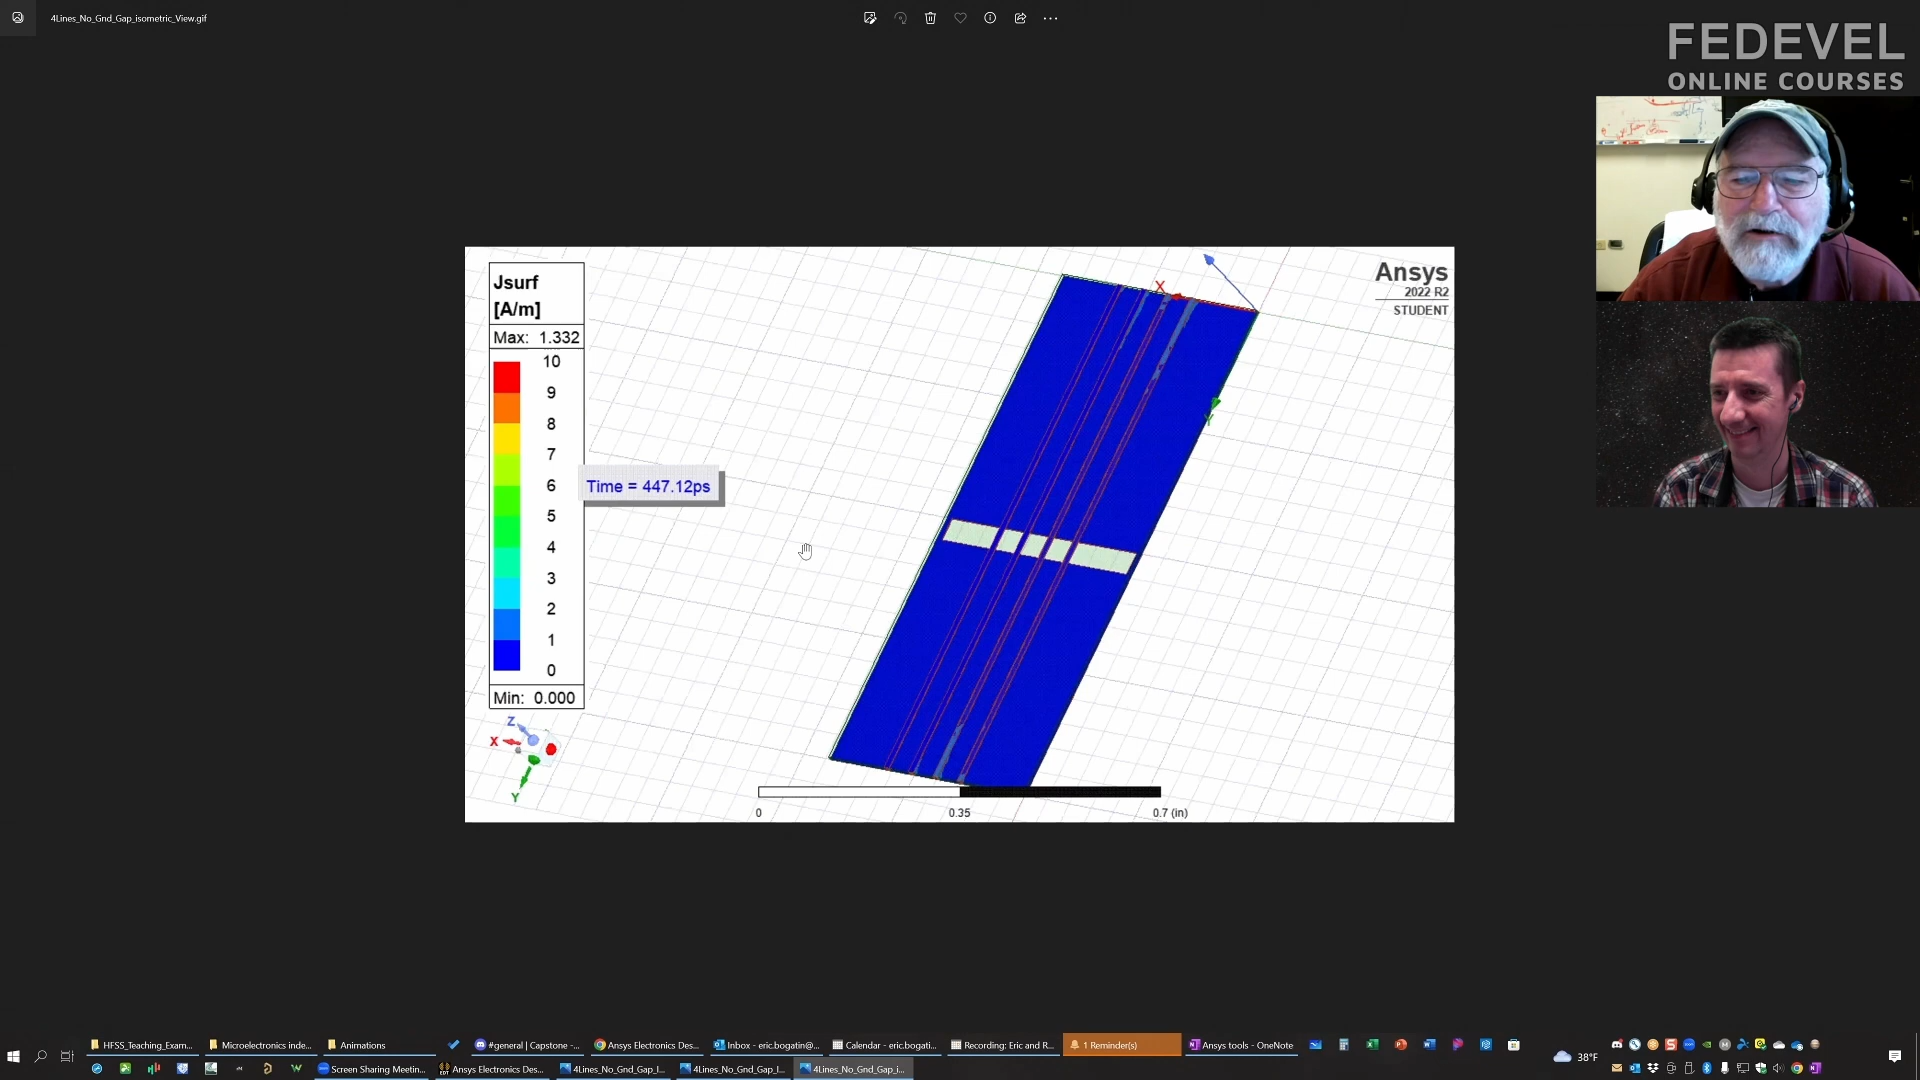 4Lines_No_Gnd_Gap_isometric_View.gif
FEDEVEL
ONLINE COURSES
Jsurf
[A/m]
Max: 1.332
10
9
8
7
6
5
4
3
2
1
0
Min: 0.000
Time = 447.12ps
Ansys
2022 R2
STUDENT
X
Y
Z
X
Y
0
0.35
0.7 (in)
HFSS_Teaching_Exam...
Microelectronics inde...
Animations
#general | Capstone -...
Ansys Electronics Des...
Inbox - eric.bogatin@...
Calendar - eric.bogati...
Recording: Eric and R...
1 Reminder(s)
Ansys tools - OneNote
38°F
Screen Sharing Meetin...
Ansys Electronics Des...
4Lines_No_Gnd_Gap_I...
4Lines_No_Gnd_Gap_I...
4Lines_No_Gnd_Gap_i...